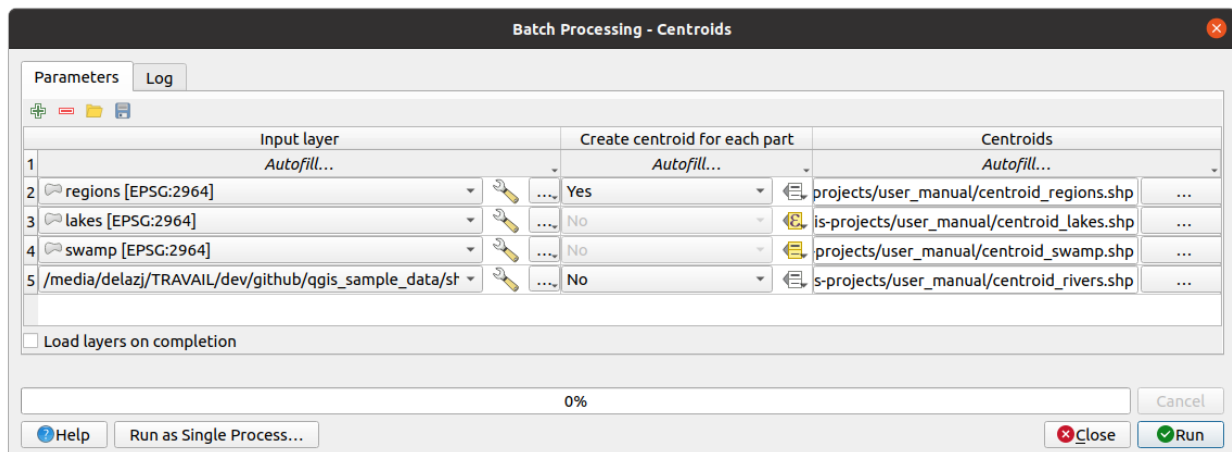 Batch Processing - Centroids
Parameters Log
Input layer Create centroid for each part Centroids
1 Autofill... Autofill... Autofill...
2 regions [EPSG:2964] ... Yes projects/user_manual/centroid_regions.shp ...
3 lakes [EPSG:2964] ... No is-projects/user_manual/centroid_lakes.shp ...
4 swamp [EPSG:2964] ... No projects/user_manual/centroid_swamp.shp ...
5 /media/delazj/TRAVAIL/dev/github/qgis_sample_data/sh ... No s-projects/user_manual/centroid_rivers.shp ...
Load layers on completion
0% Cancel
Help Run as Single Process... Close Run